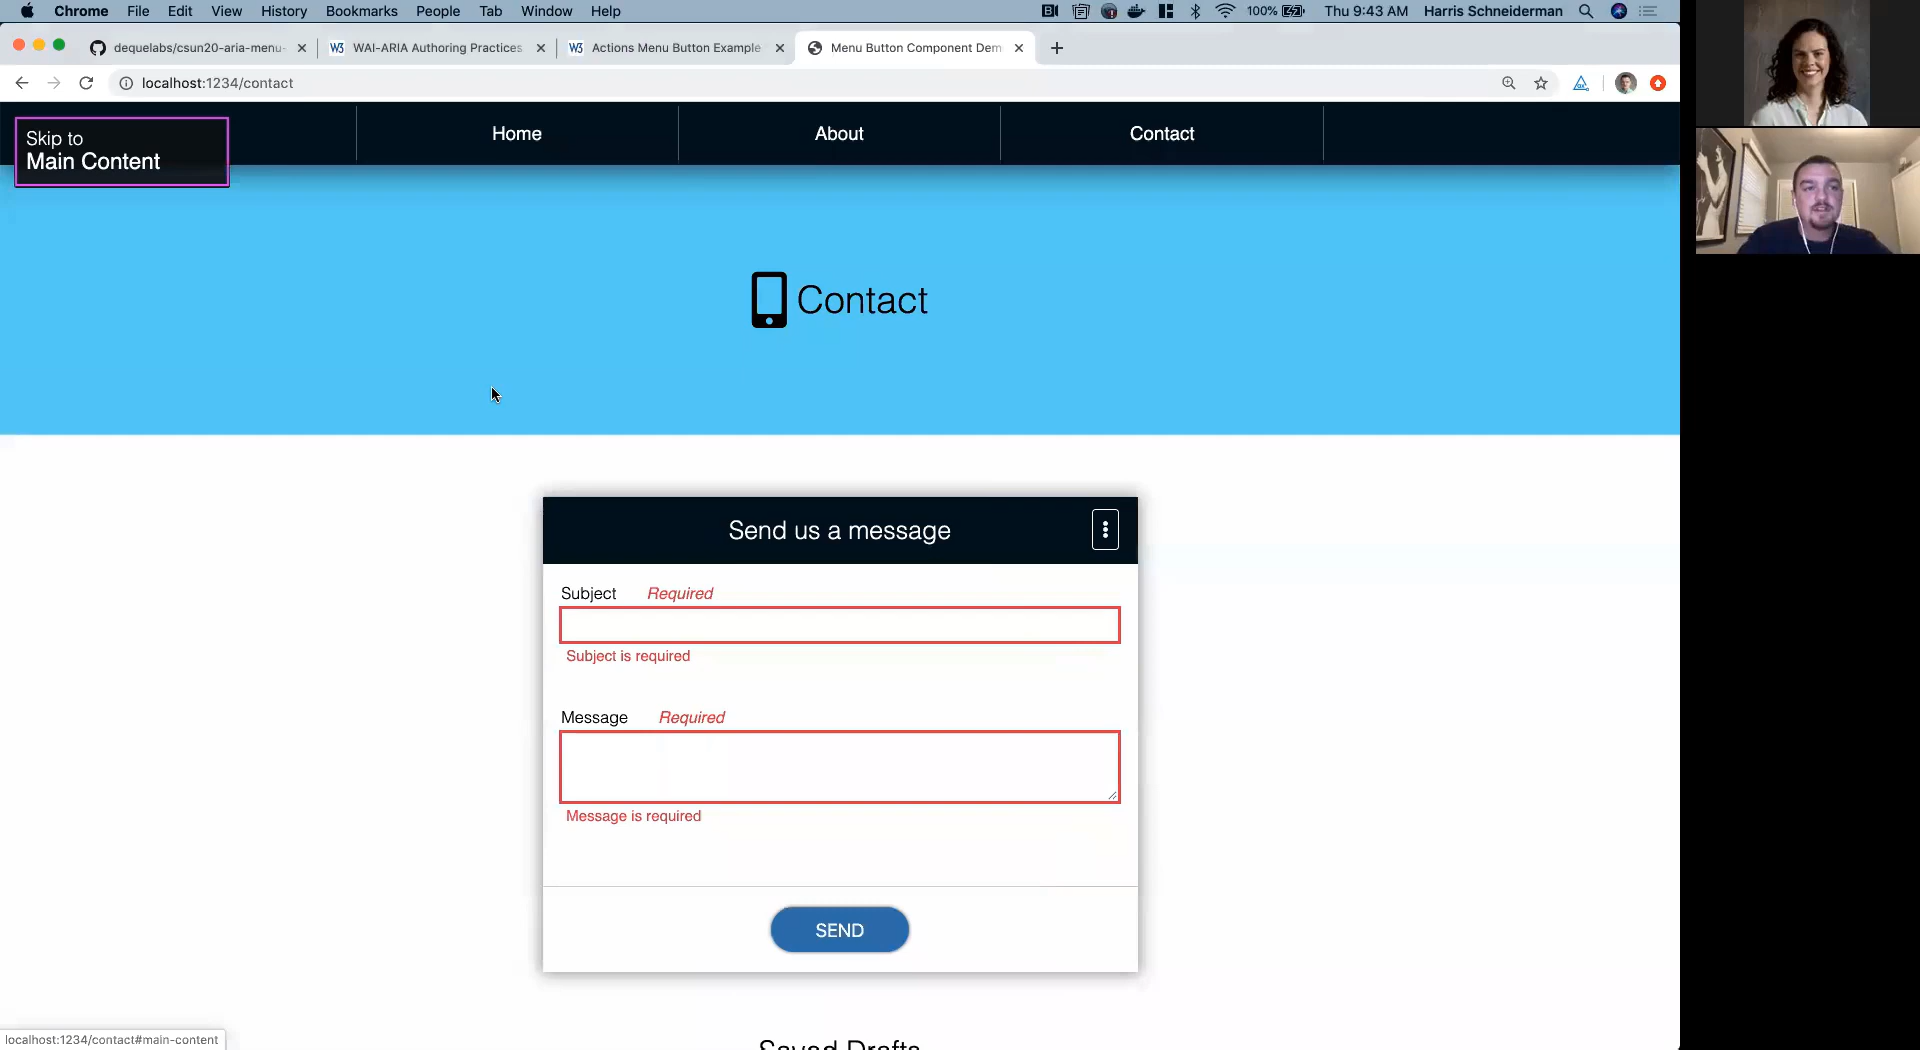 Chrome File Edit View History Bookmarks People Tab Window Help 100% Thu 9:43 AM Harris Schneiderman
dequelabs/csun20-aria-menu- WAI-ARIA Authoring Practices Actions Menu Button Example Menu Button Component Dem
localhost:1234/contact
Skip to
Main Content
Home About Contact
Contact
Send us a message
Subject Required
Subject is required
Message Required
Message is required
SEND
Saved Drafts
localhost:1234/contact#main-content